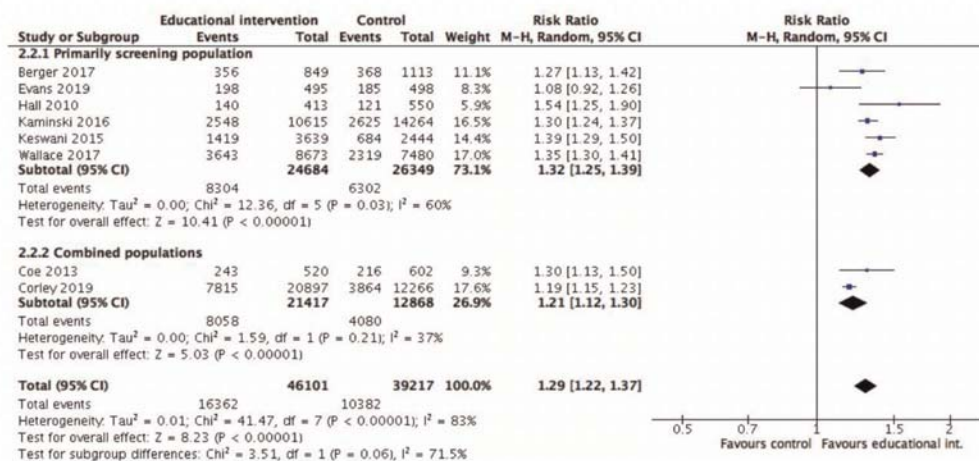 Educational intervention Control Risk Ratio Risk Ratio
Study or Subgroup Events Total Events Total Weight M-H, Random, 95% CI M-H, Random, 95% CI
2.2.1 Primarily screening population
Berger 2017 356 849 368 1113 11.1% 1.27 [1.13, 1.42]
Evans 2019 198 495 185 498 8.3% 1.08 [0.92, 1.26]
Hall 2010 140 413 121 550 5.9% 1.54 [1.25, 1.90]
Kaminski 2016 2548 10615 2625 14264 16.5% 1.30 [1.24, 1.37]
Keswani 2015 1419 3639 684 2444 14.4% 1.39 [1.29, 1.50]
Wallace 2017 3643 8673 2319 7480 17.0% 1.35 [1.30, 1.41]
Subtotal (95% CI) 24684 26349 73.1% 1.32 [1.25, 1.39]
Total events 8304 6302
Heterogeneity: Tau² = 0.00; Chi² = 12.36, df = 5 (P = 0.03); I² = 60%
Test for overall effect: Z = 10.41 (P < 0.00001)
2.2.2 Combined populations
Coe 2013 243 520 216 602 9.3% 1.30 [1.13, 1.50]
Corley 2019 7815 20897 3864 12266 17.6% 1.19 [1.15, 1.23]
Subtotal (95% CI) 21417 12868 26.9% 1.21 [1.12, 1.30]
Total events 8058 4080
Heterogeneity: Tau² = 0.00; Chi² = 1.59, df = 1 (P = 0.21); I² = 37%
Test for overall effect: Z = 5.03 (P < 0.00001)
Total (95% CI) 46101 39217 100.0% 1.29 [1.22, 1.37]
Total events 16362 10382
Heterogeneity: Tau² = 0.01; Chi² = 41.47, df = 7 (P < 0.00001); I² = 83%
Test for overall effect: Z = 8.23 (P < 0.00001)
Test for subgroup differences: Chi² = 3.51, df = 1 (P = 0.06), I² = 71.5%
0.5 0.7 1 1.5 2
Favours control Favours educational int.